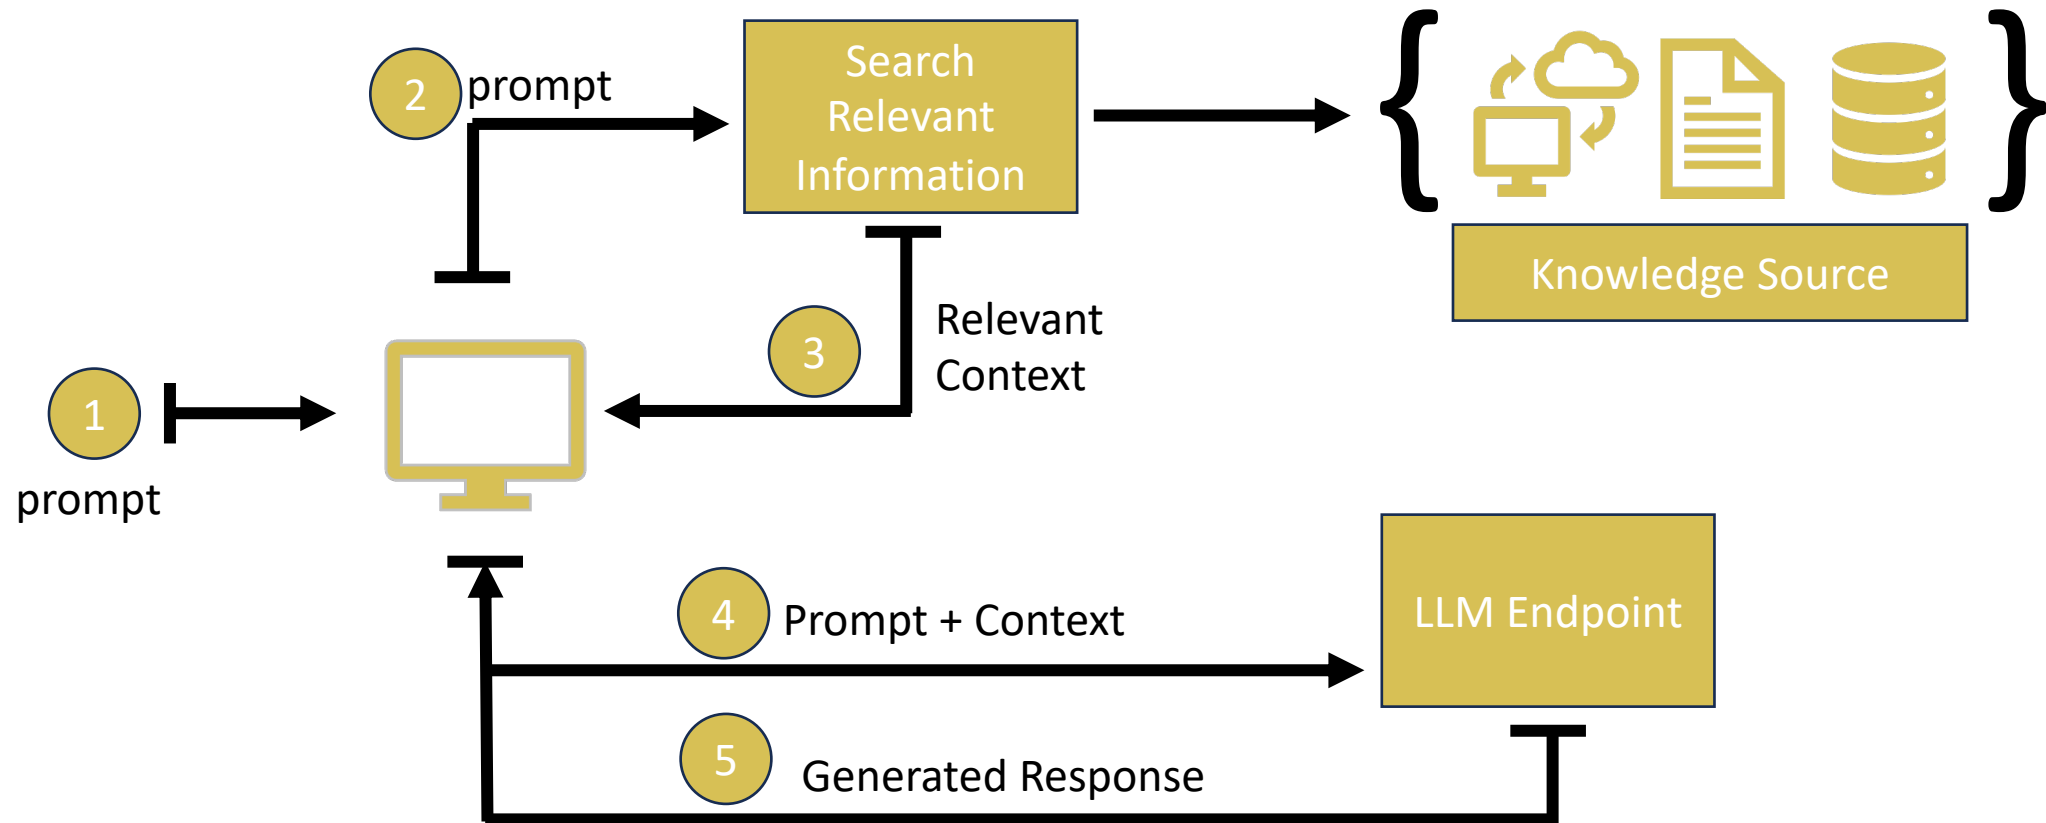 2
prompt
Search
Relevant
Information
Knowledge Source
3
Relevant
Context
1
prompt
4
Prompt + Context
LLM Endpoint
5
Generated Response